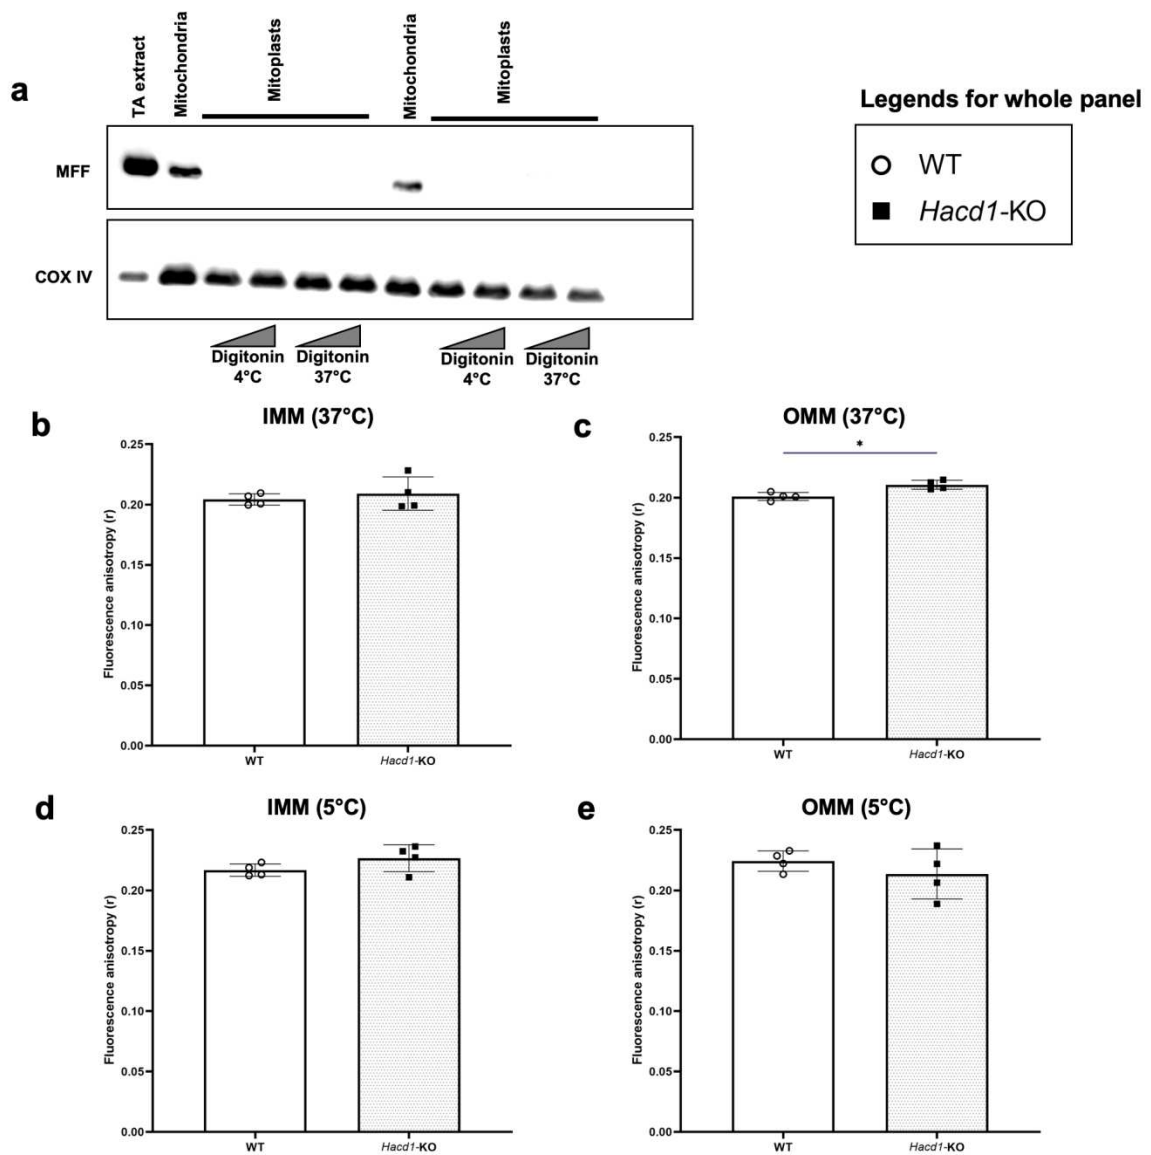 a
TA extract
Mitochondria
Mitoplasts
Mitochondria
Mitoplasts
MFF
COX IV
Digitonin
4°C
Digitonin
37°C
Digitonin
4°C
Digitonin
37°C
Legends for whole panel
WT
Hacd1-KO
b
IMM (37°C)
Fluorescence anisotropy (r)
0.25
0.20
0.15
0.10
0.05
0.00
WT
Hacd1-KO
c
OMM (37°C)
*
Fluorescence anisotropy (r)
0.25
0.20
0.15
0.10
0.05
0.00
WT
Hacd1-KO
d
IMM (5°C)
Fluorescence anisotropy (r)
0.25
0.20
0.15
0.10
0.05
0.00
WT
Hacd1-KO
e
OMM (5°C)
Fluorescence anisotropy (r)
0.25
0.20
0.15
0.10
0.05
0.00
WT
Hacd1-KO